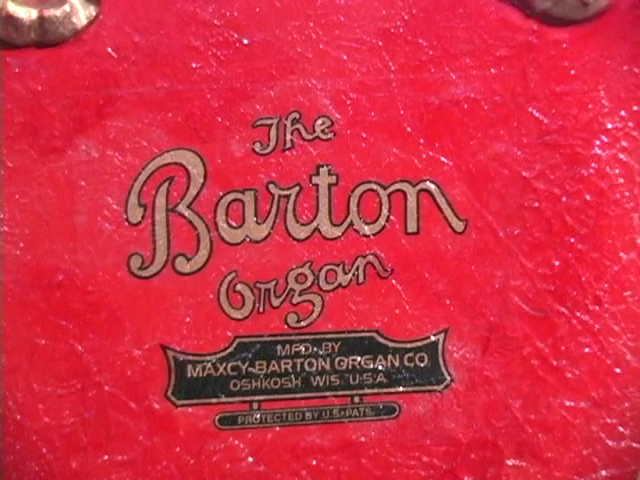 The
Barton
Organ
MFD. BY
MAXCY-BARTON ORGAN CO
OSHKOSH, WIS. U.S.A.
PROTECTED BY U.S. PATS.